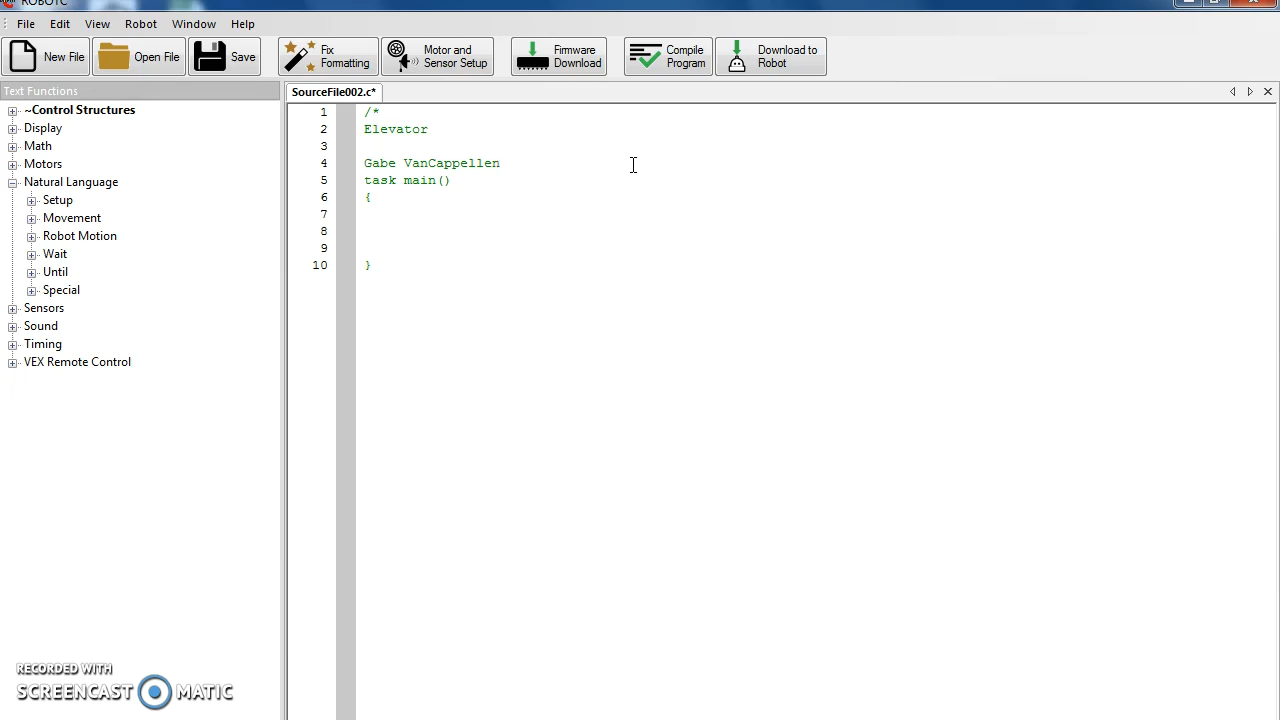 ROBOTC
File Edit View Robot Window Help
New File Open File Save Fix Formatting Motor and Sensor Setup Firmware Download Compile Program Download to Robot
Text Functions
SourceFile002.c*
~Control Structures
Display
Math
Motors
Natural Language
Setup
Movement
Robot Motion
Wait
Until
Special
Sensors
Sound
Timing
VEX Remote Control
1 /*
2 Elevator
3
4 Gabe VanCappellen
5 task main()
6 {
7
8
9
10 }
RECORDED WITH
SCREENCAST MATIC